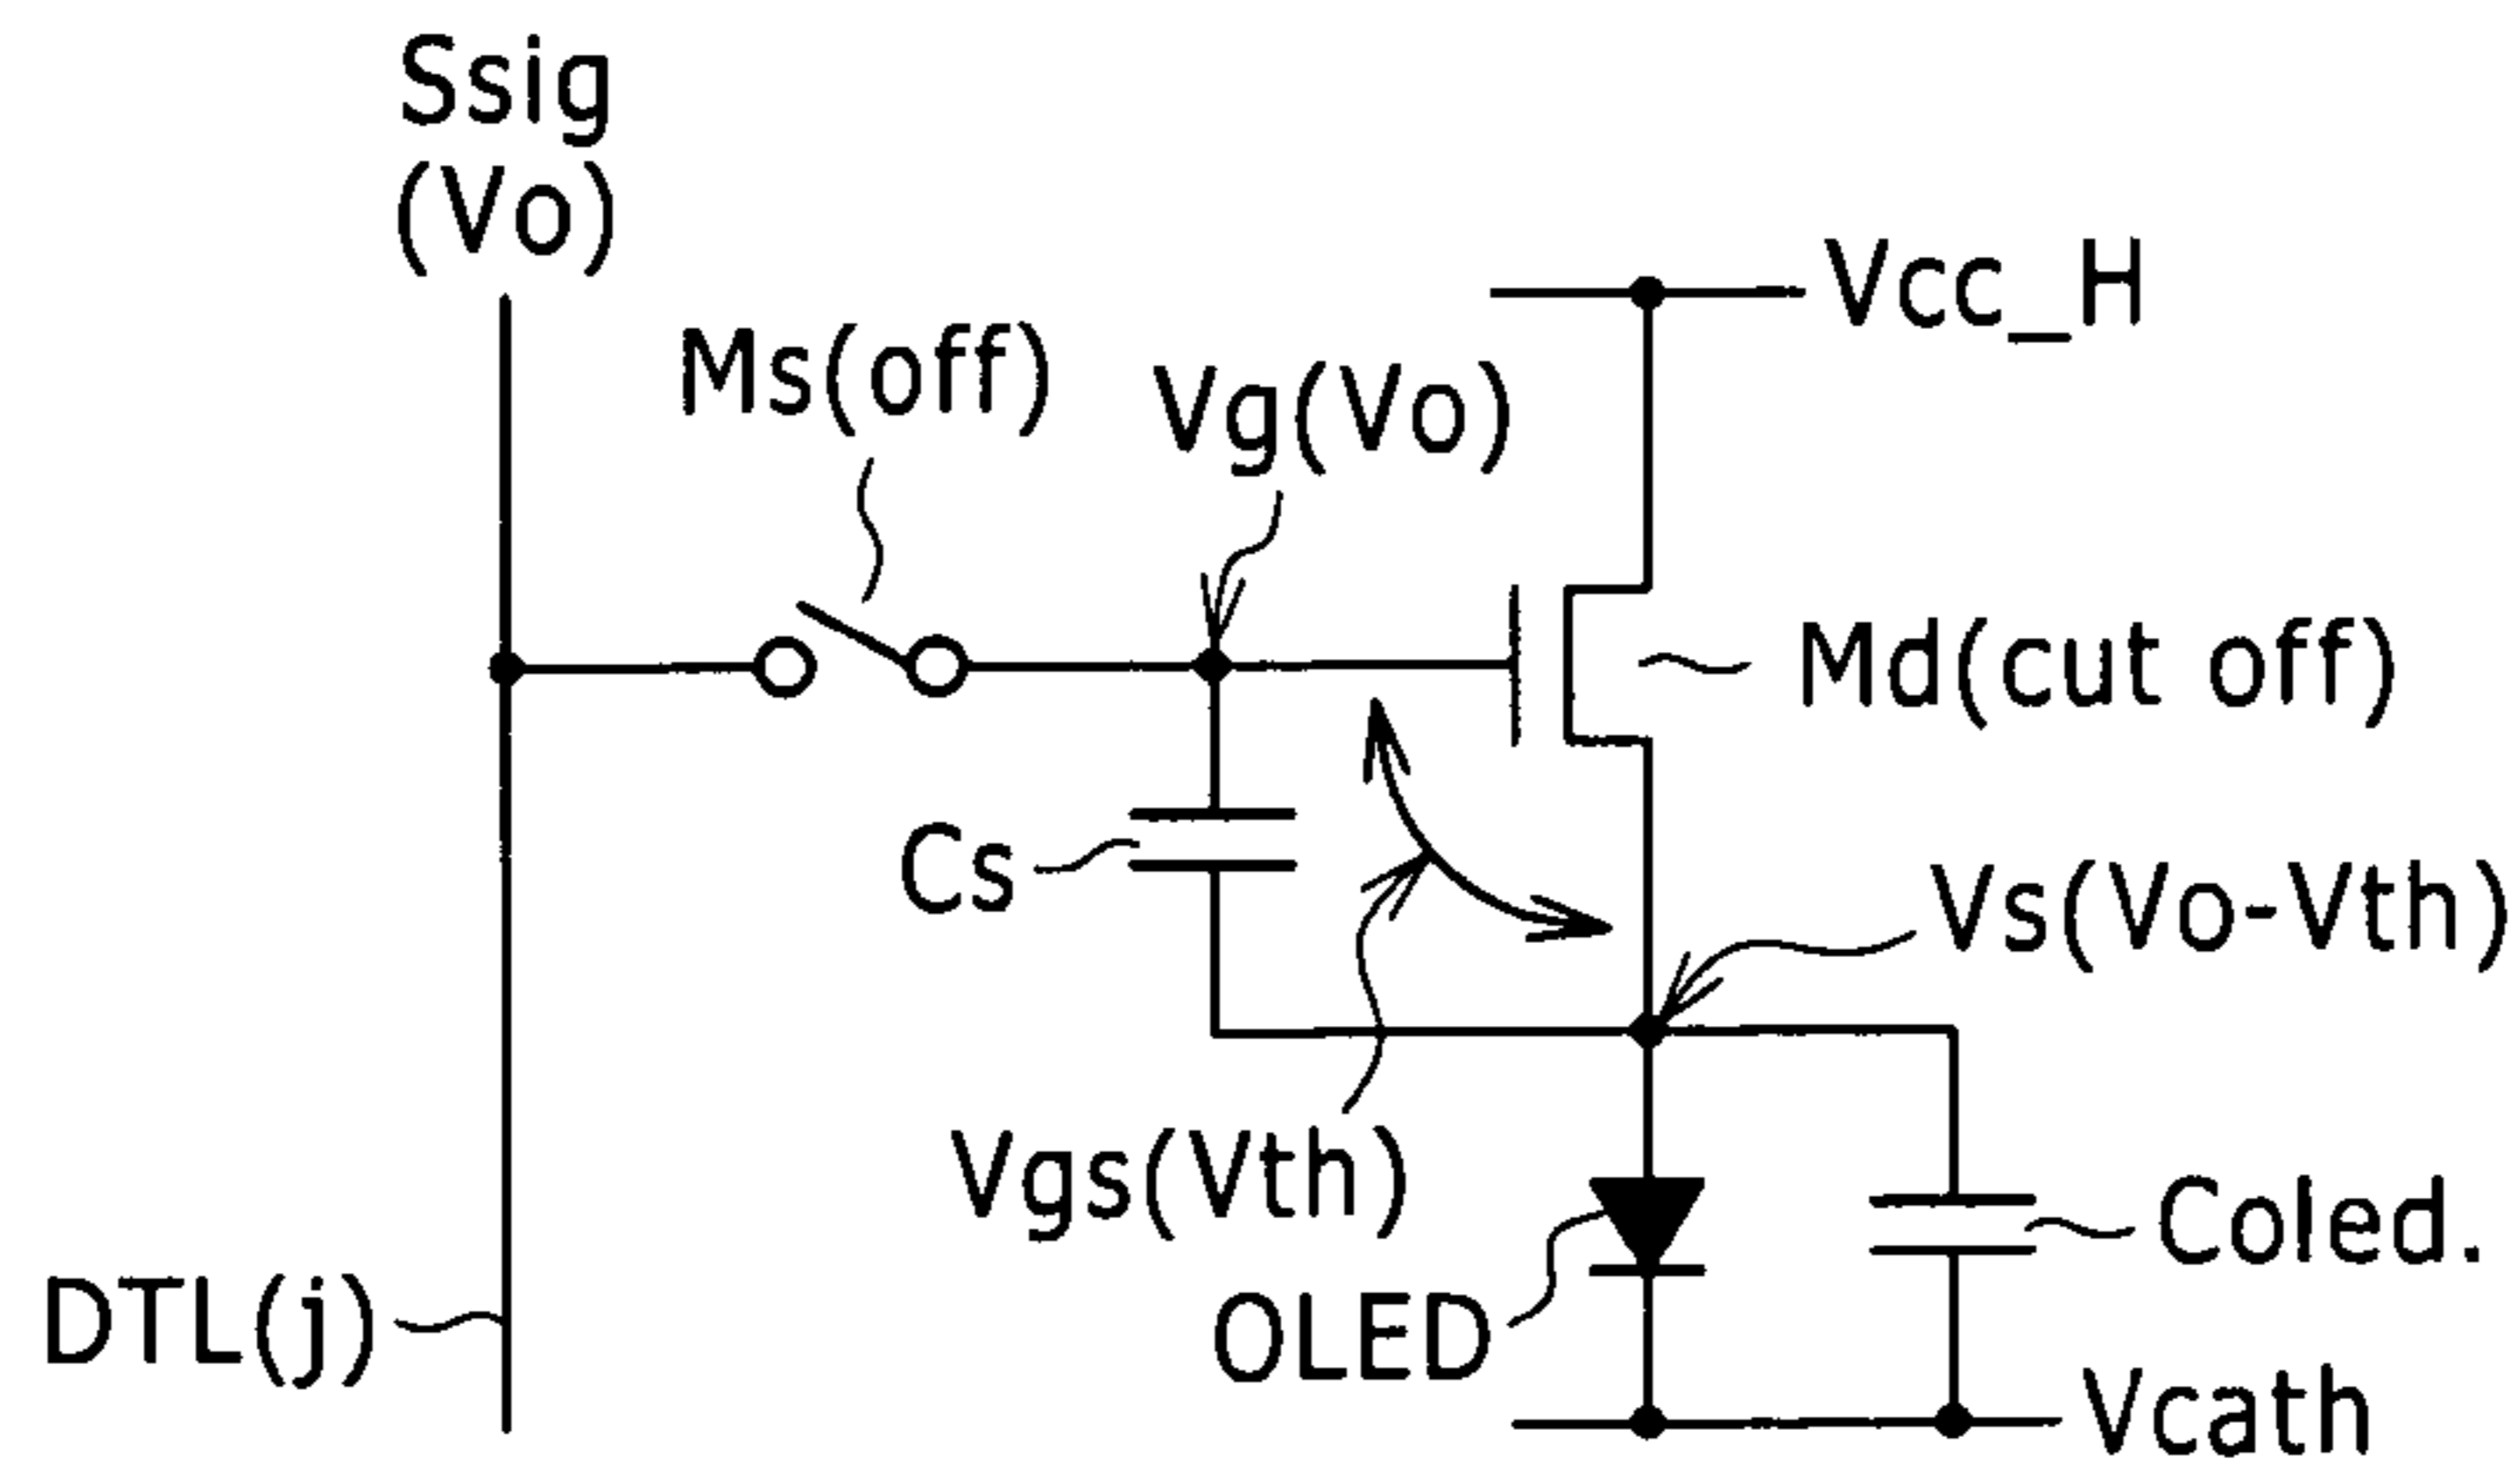 Ssig
(Vo)
Vcc_H
Ms(off)
Vg(Vo)
Md(cut off)
Cs
Vs(Vo-Vth)
Vgs(Vth)
Coled.
DTL(j)
OLED
Vcath